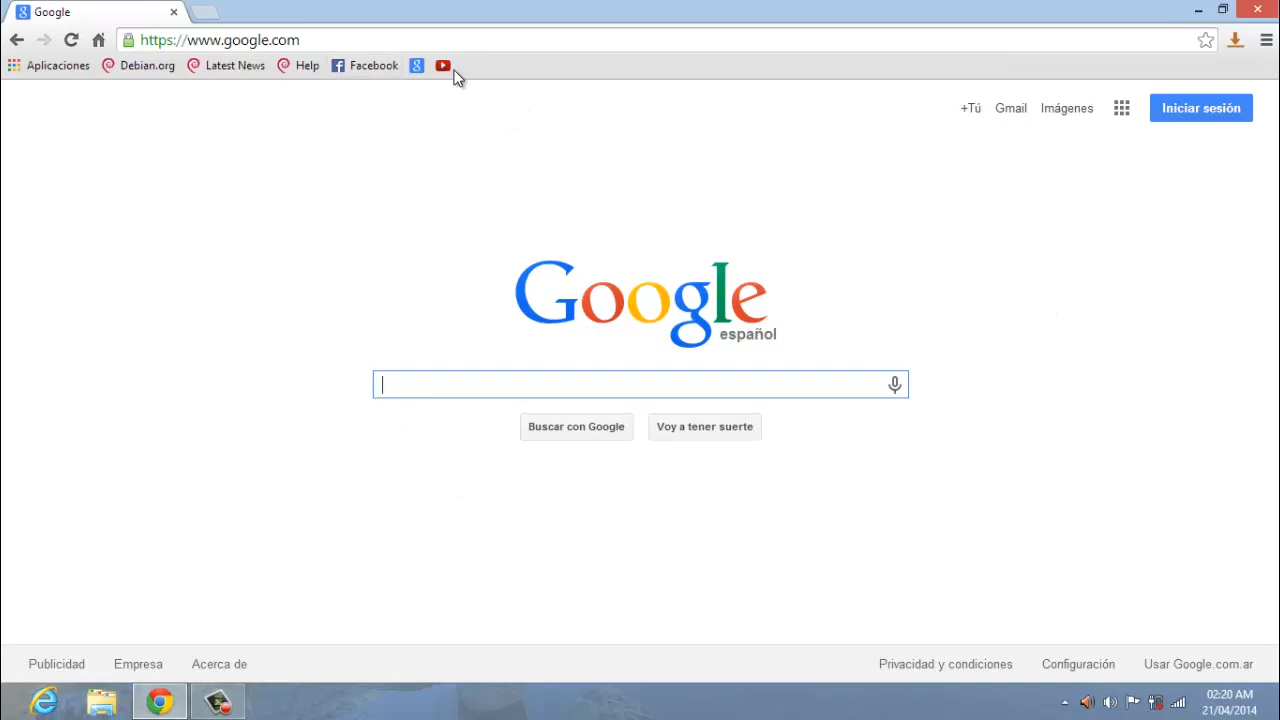 Google
https://www.google.com
Aplicaciones Debian.org Latest News Help Facebook
+Tú Gmail Imágenes Iniciar sesión
Google
español
Buscar con Google Voy a tener suerte
Publicidad Empresa Acerca de Privacidad y condiciones Configuración Usar Google.com.ar
02:20 AM
21/04/2014